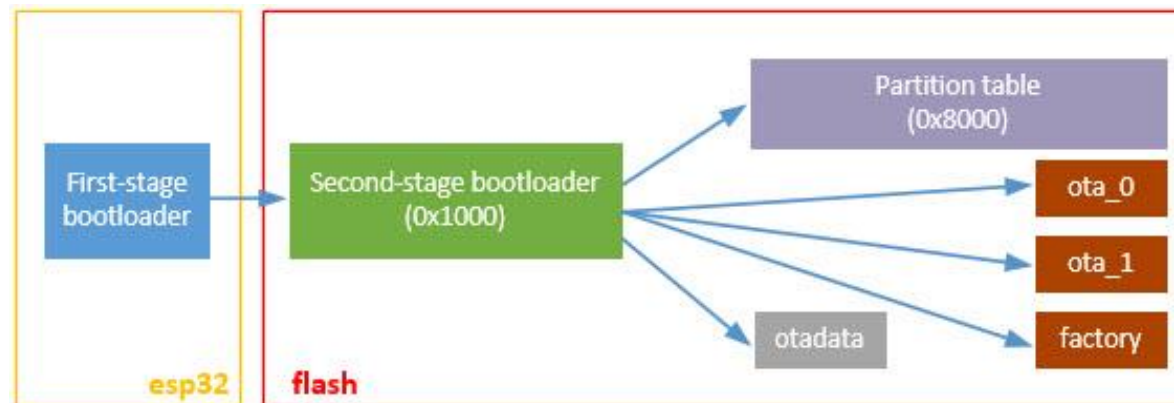 First-stage
bootloader
esp32
Second-stage bootloader
(0x1000)
Partition table
(0x8000)
ota_0
ota_1
otadata
factory
flash